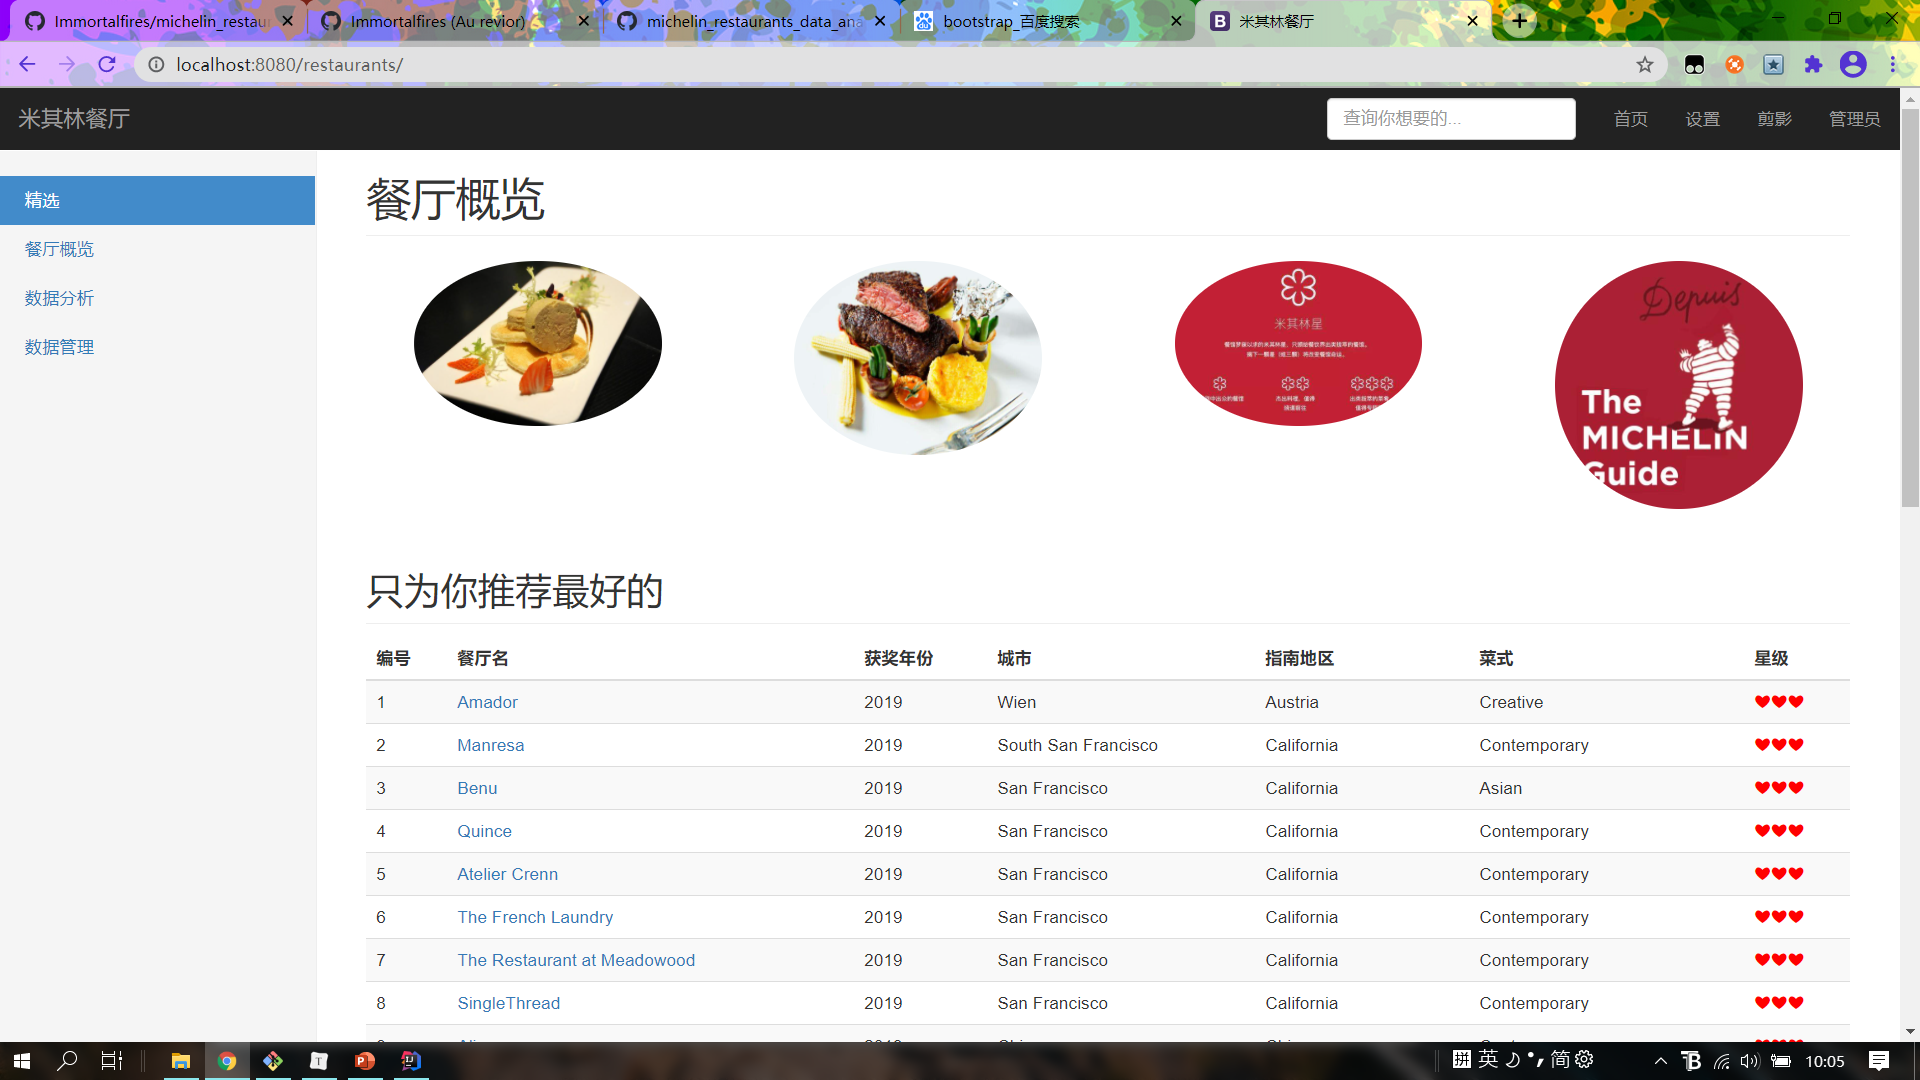 Immortalfires/michelin_restau
Immortalfires (Au revior)
michelin_restaurants_data_ana
bootstrap_百度搜索
米其林餐厅
localhost:8080/restaurants/
米其林餐厅
查询你想要的...
首页
设置
剪影
管理员
精选
餐厅概览
数据分析
数据管理
餐厅概览
米其林星
Depuis
The
MICHELIN
Guide
只为你推荐最好的
编号 餐厅名 获奖年份 城市 指南地区 菜式 星级
1 Amador 2019 Wien Austria Creative
2 Manresa 2019 South San Francisco California Contemporary
3 Benu 2019 San Francisco California Asian
4 Quince 2019 San Francisco California Contemporary
5 Atelier Crenn 2019 San Francisco California Contemporary
6 The French Laundry 2019 San Francisco California Contemporary
7 The Restaurant at Meadowood 2019 San Francisco California Contemporary
8 SingleThread 2019 San Francisco California Contemporary
拼 英 简
10:05